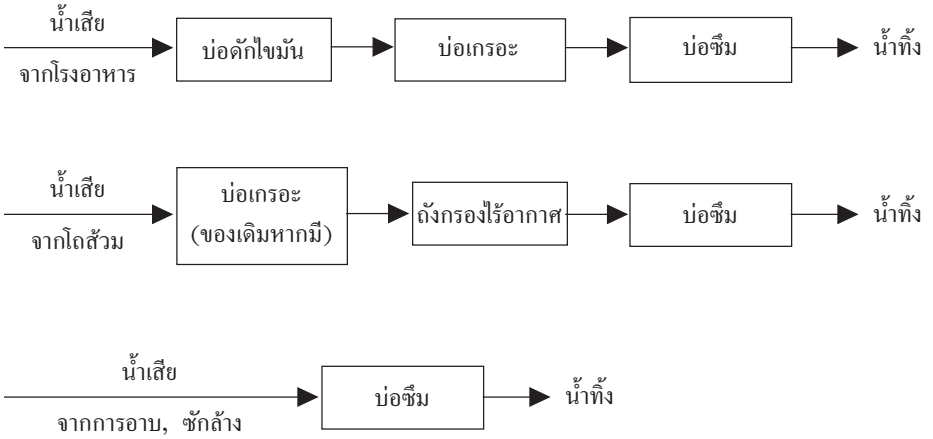 น้ำเสีย
จากโรงอาหาร
บ่อดักไขมัน
บ่อเกรอะ
บ่อซึม
น้ำทิ้ง
น้ำเสีย
จากโถส้วม
บ่อเกรอะ
(ของเดิมหากมี)
ถังกรองไร้อากาศ
บ่อซึม
น้ำทิ้ง
น้ำเสีย
จากการอาบ, ซักล้าง
บ่อซึม
น้ำทิ้ง